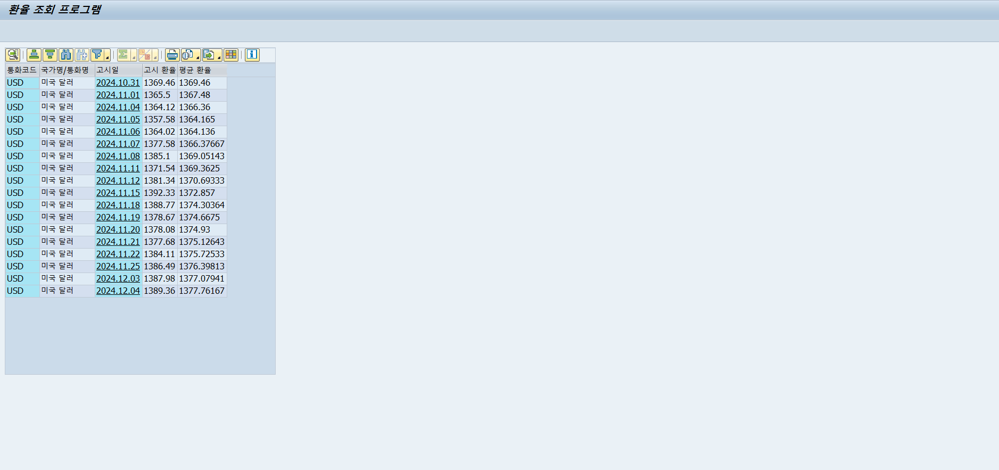 환율 조회 프로그램
통화코드 국가명/통화명 고시일 고시 환율 평균 환율
USD 미국 달러 2024.10.31 1369.46 1369.46
USD 미국 달러 2024.11.01 1365.5 1367.48
USD 미국 달러 2024.11.04 1364.12 1366.36
USD 미국 달러 2024.11.05 1357.58 1364.165
USD 미국 달러 2024.11.06 1364.02 1364.136
USD 미국 달러 2024.11.07 1377.58 1366.37667
USD 미국 달러 2024.11.08 1385.1 1369.05143
USD 미국 달러 2024.11.11 1371.54 1369.3625
USD 미국 달러 2024.11.12 1381.34 1370.69333
USD 미국 달러 2024.11.15 1392.33 1372.857
USD 미국 달러 2024.11.18 1388.77 1374.30364
USD 미국 달러 2024.11.19 1378.67 1374.6675
USD 미국 달러 2024.11.20 1378.08 1374.93
USD 미국 달러 2024.11.21 1377.68 1375.12643
USD 미국 달러 2024.11.22 1384.11 1375.72533
USD 미국 달러 2024.11.25 1386.49 1376.39813
USD 미국 달러 2024.12.03 1387.98 1377.07941
USD 미국 달러 2024.12.04 1389.36 1377.76167